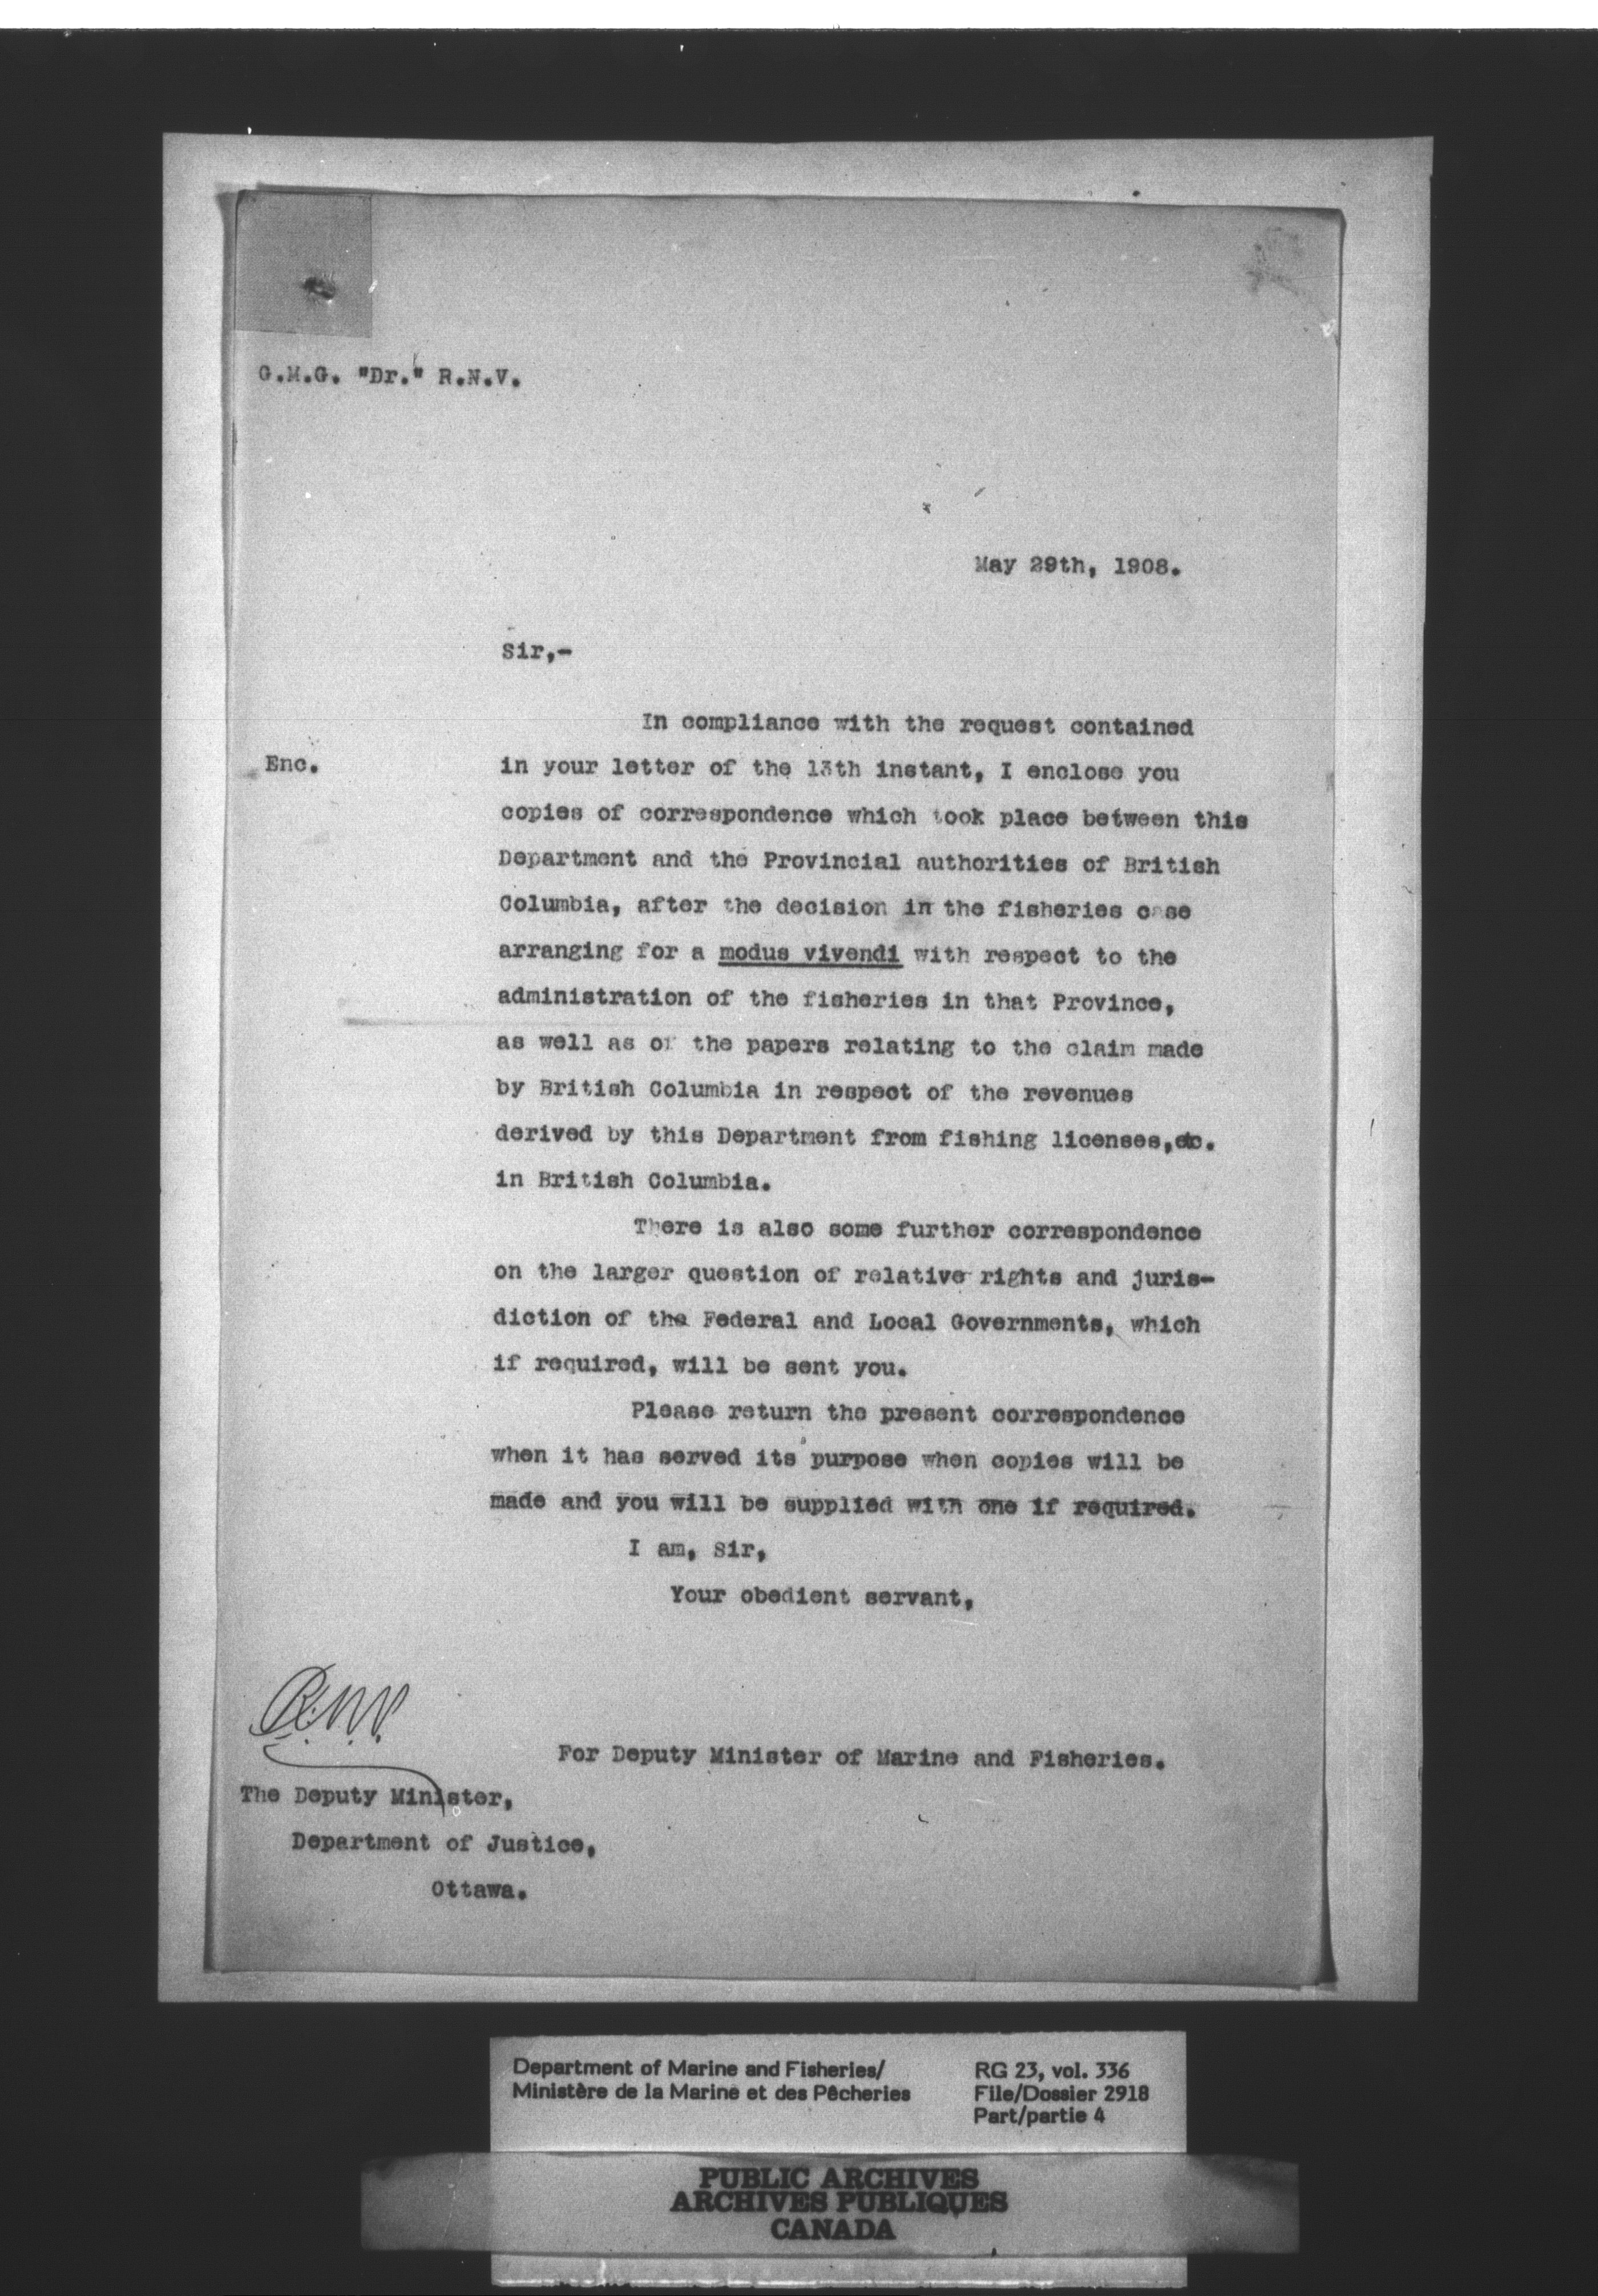 G.M.G. "Dr." R.N.V.
May 29th, 1908.
Sir,-
In compliance with the request contained
Enc.
in your letter of the 13th instant, I enclose you
copies of correspondence which took place between this
Department and the Provincial authorities of British
Columbia, after the decision in the fisheries case
arranging for a modus vivendi with respect to the
administration of the fisheries in that Province,
as well as of the papers relating to the claim made
by British Columbia in respect of the revenues
derived by this Department from fishing licenses,etc.
in British Columbia.
There is also some further correspondence
on the larger question of relative rights and juris-
diction of the Federal and Local Governments, which
if required, will be sent you.
Please return the present correspondence
when it has served its purpose when copies will be
made and you will be supplied with one if required.
I am, Sir,
Your obedient servant,
R.N.V.
For Deputy Minister of Marine and Fisheries.
The Deputy Minister,
Department of Justice,
Ottawa.
Department of Marine and Fisheries/
Ministère de la Marine et des Pêcheries
RG 23, vol. 336
File/Dossier 2918
Part/partie 4
PUBLIC ARCHIVES
ARCHIVES PUBLIQUES
CANADA